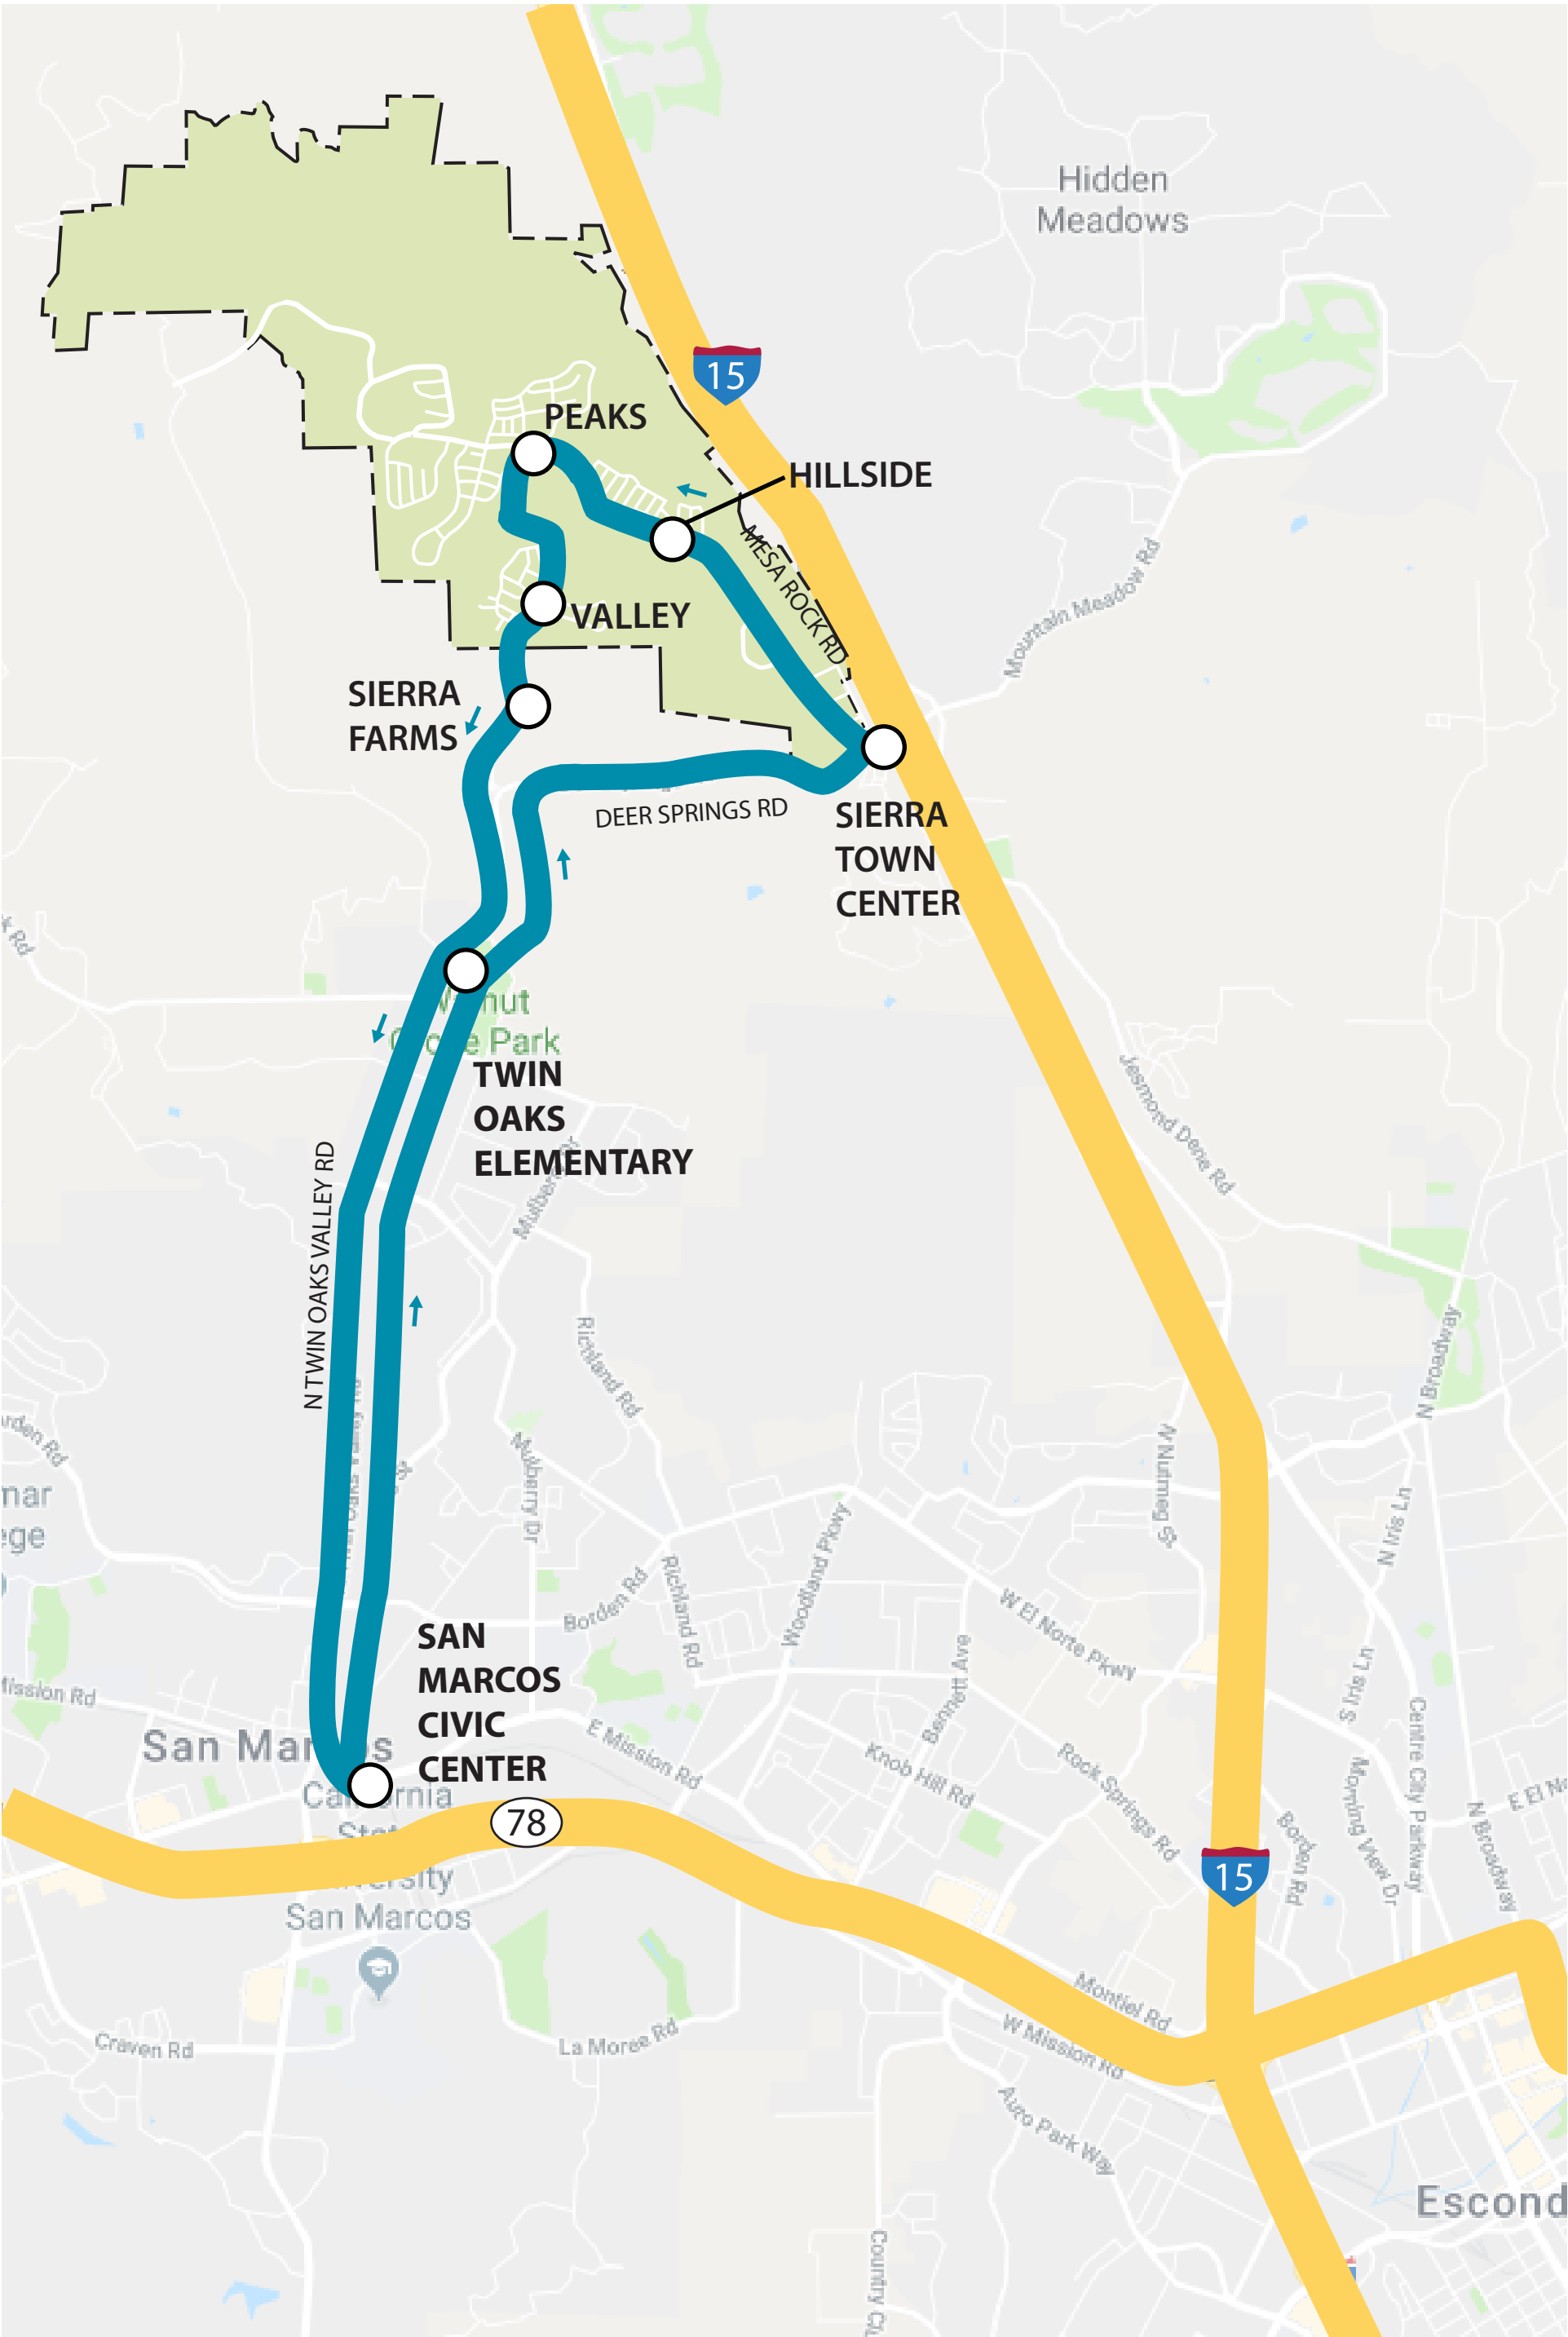 Hidden
Meadows
15
PEAKS
HILLSIDE
MESA ROCK RD
Mountain Meadow Rd
VALLEY
SIERRA
FARMS
DEER SPRINGS RD
SIERRA
TOWN
CENTER
k Rd
Park
TWIN
OAKS
ELEMENTARY
Jesmond Dene Rd
N TWIN OAKS VALLEY RD
Richland Rd
N Broadway
Mulberry Dr
N Nutmeg St
N Iris Ln
Woodland Pkwy
Borden Rd
Richland Rd
W El Norte Pkwy
SAN
MARCOS
CIVIC
CENTER
Bennett Ave
S Iris Ln
Centre City Parkway
E Mission Rd
Knob Hill Rd
Rock Springs Rd
Morning View Dr
Borden Rd
N Broadway
E El No
78
15
San Marcos
Craven Rd
La Moree Rd
Montiel Rd
W Mission Rd
Auto Park Way
Escond
Country Clu